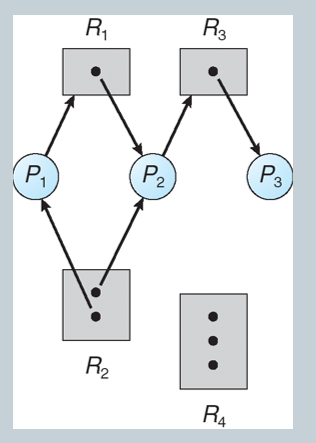 R₁ R₃
P₁ P₂ P₃
R₂
R₄